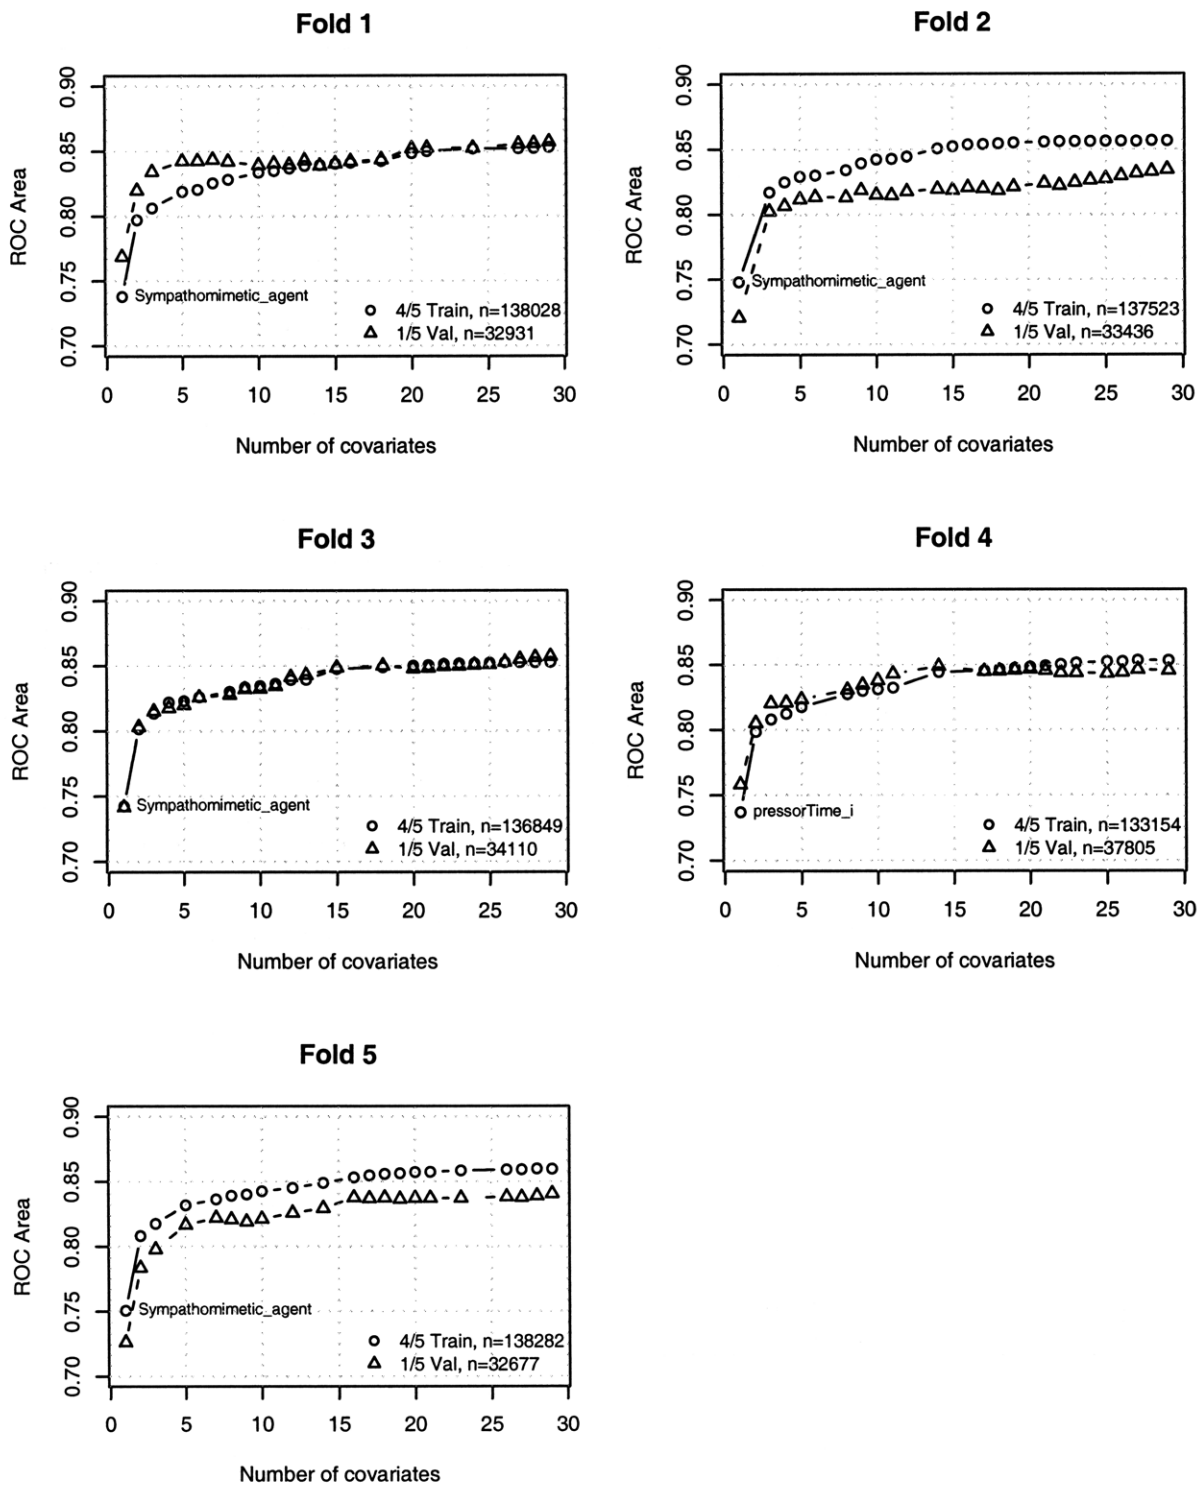 Fold 1
0.90
0.85
0.80
0.75
0.70
ROC Area
Sympathomimetic_agent
4/5 Train, n=138028
1/5 Val, n=32931
0 5 10 15 20 25 30
Number of covariates
Fold 2
0.90
0.85
0.80
0.75
0.70
ROC Area
Sympathomimetic_agent
4/5 Train, n=137523
1/5 Val, n=33436
0 5 10 15 20 25 30
Number of covariates
Fold 3
0.90
0.85
0.80
0.75
0.70
ROC Area
Sympathomimetic_agent
4/5 Train, n=136849
1/5 Val, n=34110
0 5 10 15 20 25 30
Number of covariates
Fold 4
0.90
0.85
0.80
0.75
0.70
ROC Area
pressorTime_i
4/5 Train, n=133154
1/5 Val, n=37805
0 5 10 15 20 25 30
Number of covariates
Fold 5
0.90
0.85
0.80
0.75
0.70
ROC Area
Sympathomimetic_agent
4/5 Train, n=138282
1/5 Val, n=32677
0 5 10 15 20 25 30
Number of covariates